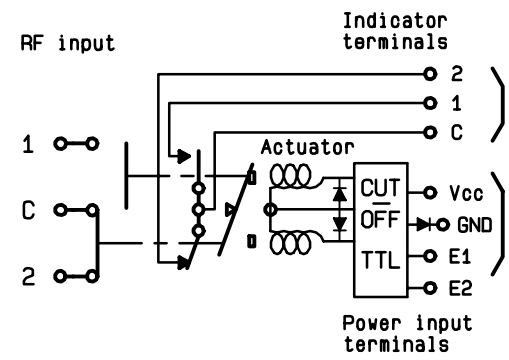 Indicator
terminals
RF input
2
1
C
1
Actuator
CUT
OFF
TTL
Vcc
C
GND
E1
2
E2
Power input
terminals